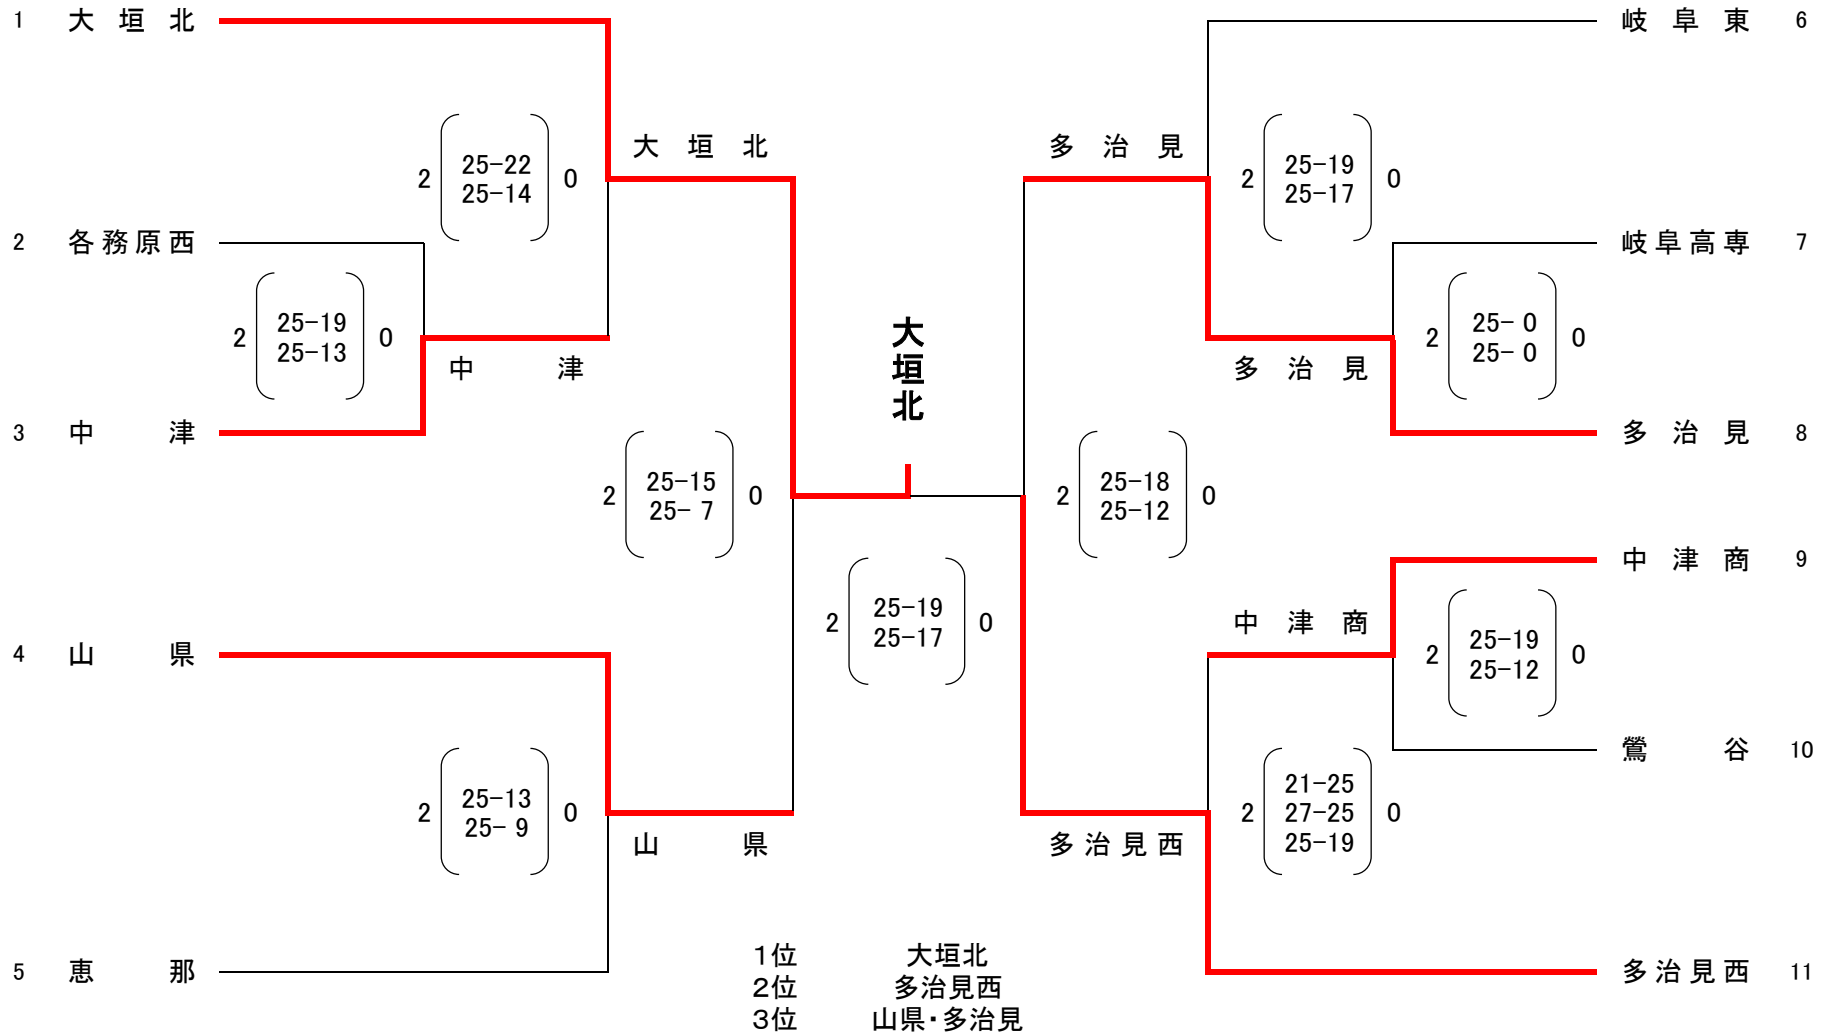 1 大垣北
岐阜東 6
大垣北
多治見
2 25-22 0
25-14
2 25-19 0
25-17
2 各務原西
岐阜高専 7
2 25-19 0
25-13
大垣北
2 25- 0 0
25- 0
中津
多治見
3 中津
多治見 8
2 25-15 0
25- 7
2 25-18 0
25-12
中津商 9
2 25-19 0
25-17
中津商
4 山県
2 25-19 0
25-12
鶯谷 10
2 25-13 0
25- 9
21-25
2 27-25 0
25-19
山県
多治見西
1位 大垣北
5 恵那
多治見西 11
2位 多治見西
3位 山県・多治見